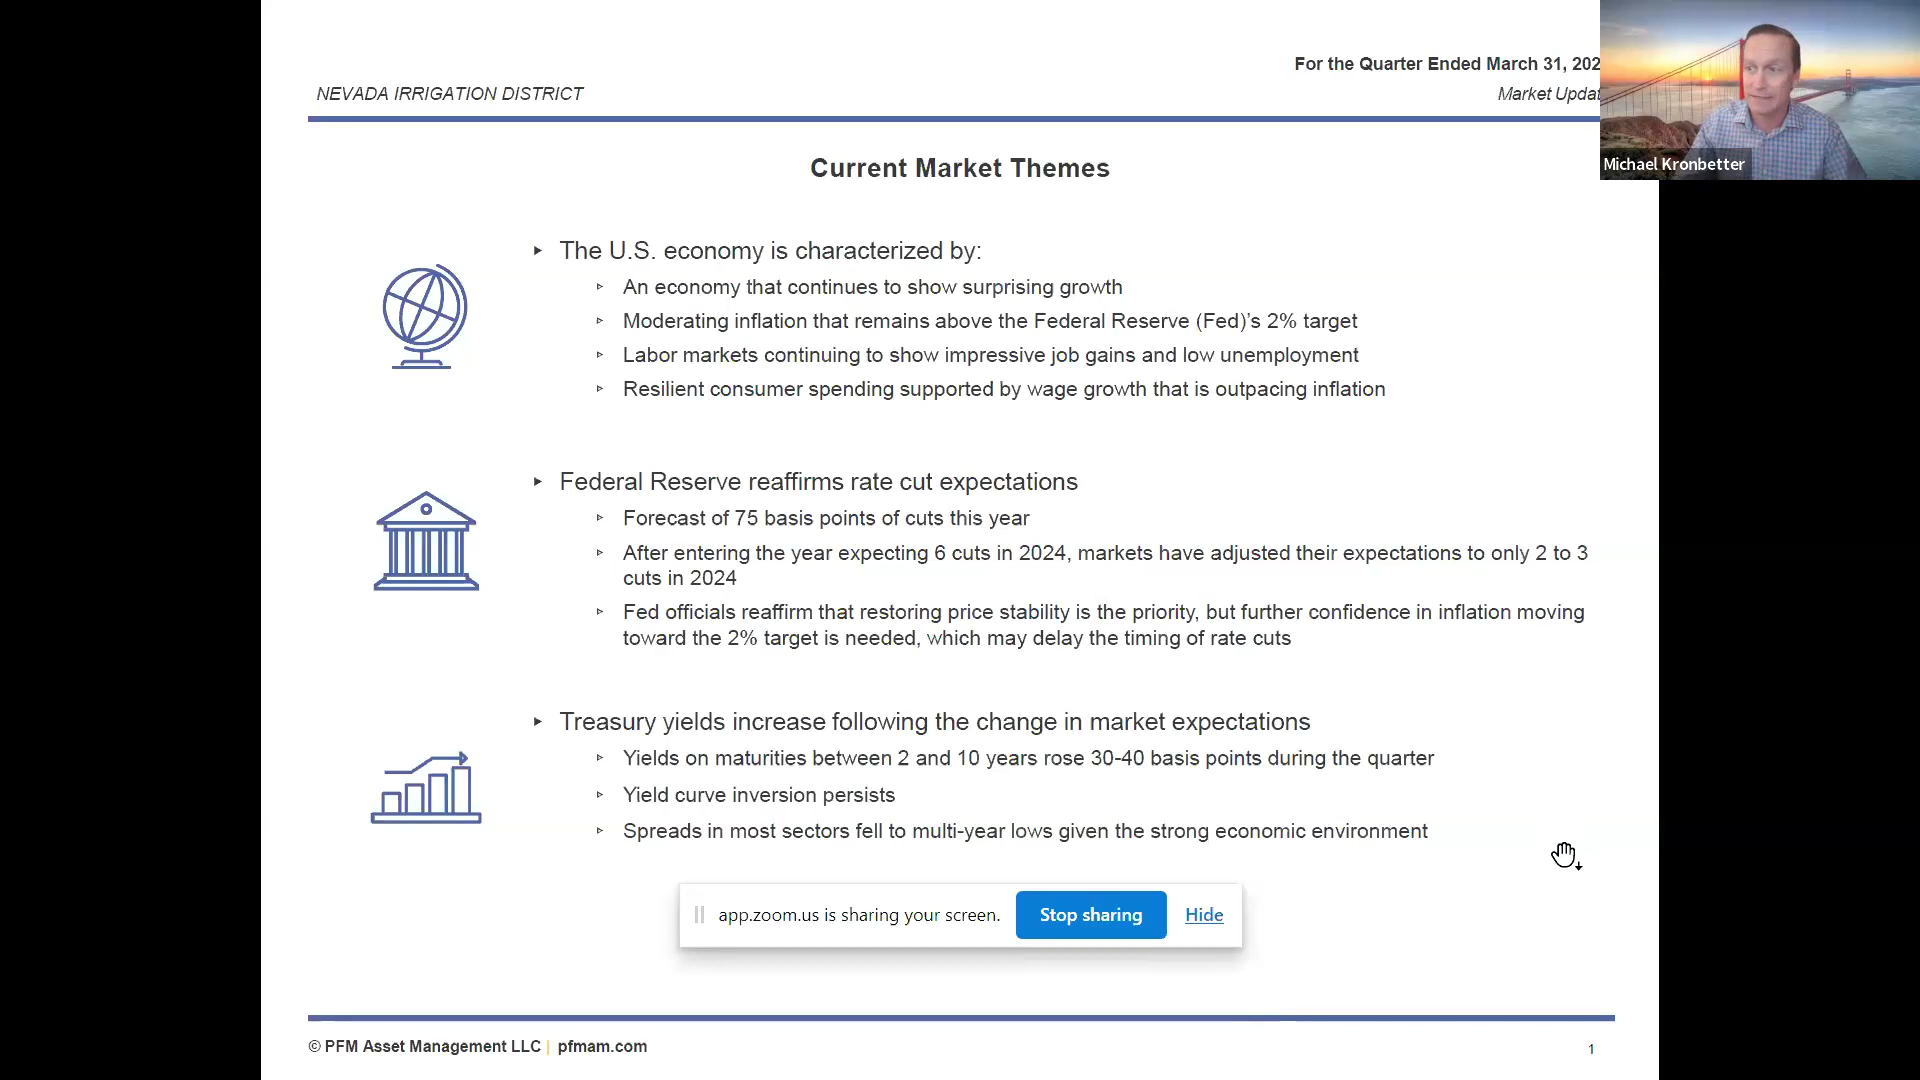 For the Quarter Ended March 31, 202
NEVADA IRRIGATION DISTRICT
Market Updat
Michael Kronbetter
Current Market Themes
The U.S. economy is characterized by:
An economy that continues to show surprising growth
Moderating inflation that remains above the Federal Reserve (Fed)'s 2% target
Labor markets continuing to show impressive job gains and low unemployment
Resilient consumer spending supported by wage growth that is outpacing inflation
Federal Reserve reaffirms rate cut expectations
Forecast of 75 basis points of cuts this year
After entering the year expecting 6 cuts in 2024, markets have adjusted their expectations to only 2 to 3
cuts in 2024
Fed officials reaffirm that restoring price stability is the priority, but further confidence in inflation moving
toward the 2% target is needed, which may delay the timing of rate cuts
Treasury yields increase following the change in market expectations
Yields on maturities between 2 and 10 years rose 30-40 basis points during the quarter
Yield curve inversion persists
Spreads in most sectors fell to multi-year lows given the strong economic environment
app.zoom.us is sharing your screen. Stop sharing Hide
© PFM Asset Management LLC | pfmam.com
1